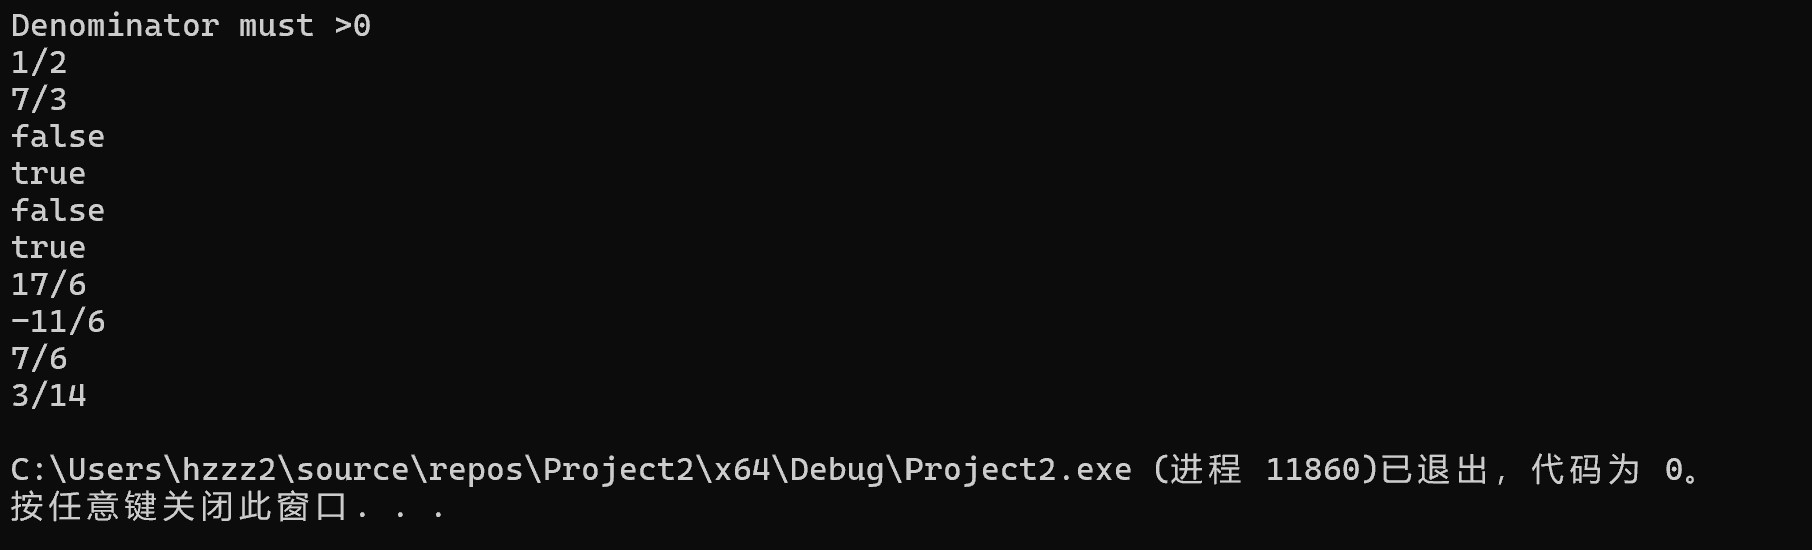 Denominator must >0
1/2
7/3
false
true
false
true
17/6
-11/6
7/6
3/14
C:\Users\hzzz2\source\repos\Project2\x64\Debug\Project2.exe (进程 11860)已退出，代码为 0。
按任意键关闭此窗口. . .